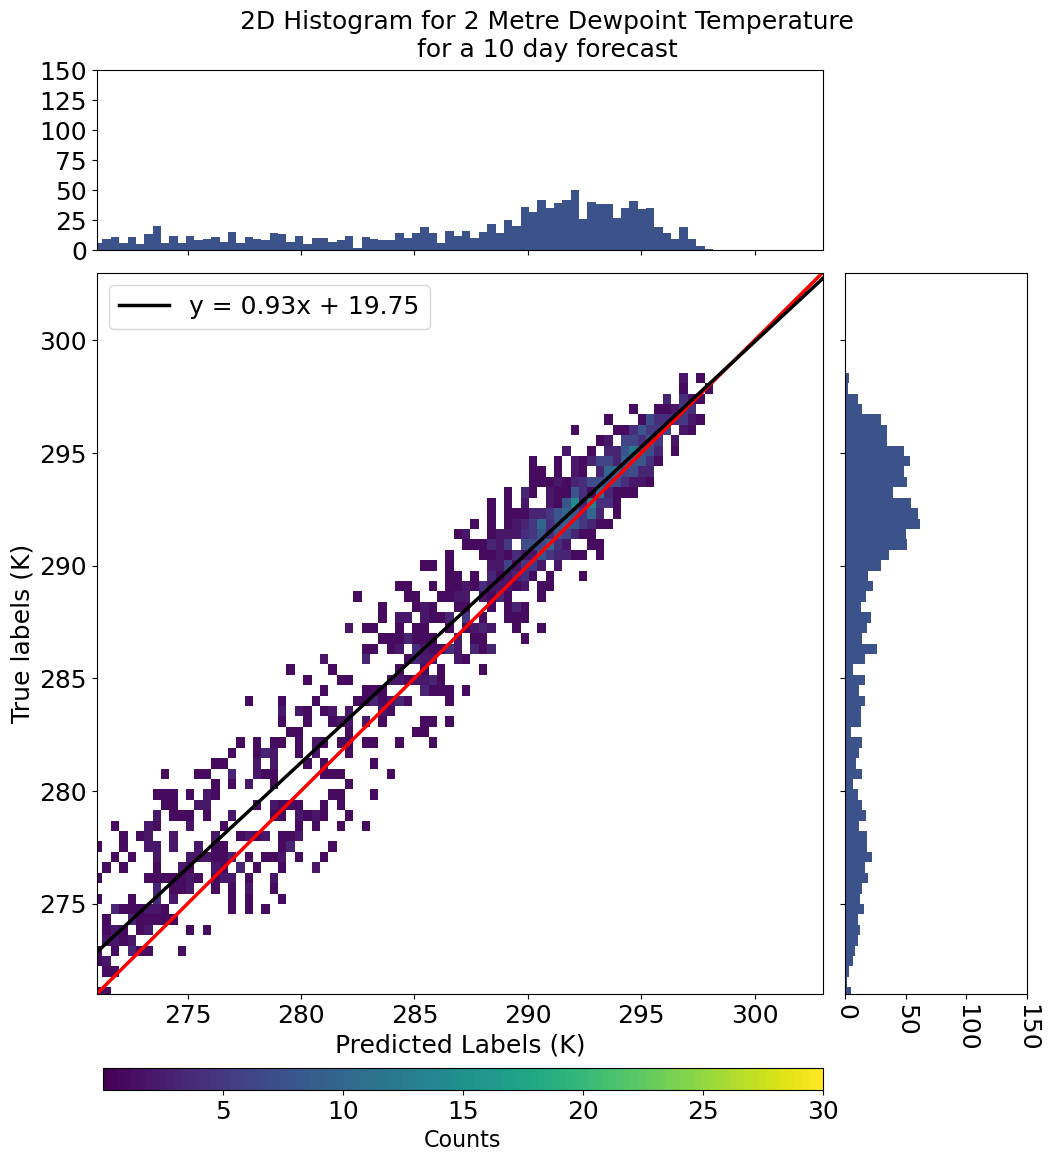 2D Histogram for 2 Metre Dewpoint Temperature
for a 10 day forecast
150
125
100
75
50
25
0
y = 0.93x + 19.75
True labels (K)
300
295
290
285
280
275
275 280 285 290 295 300
Predicted Labels (K)
0 50 100 150
5 10 15 20 25 30
Counts